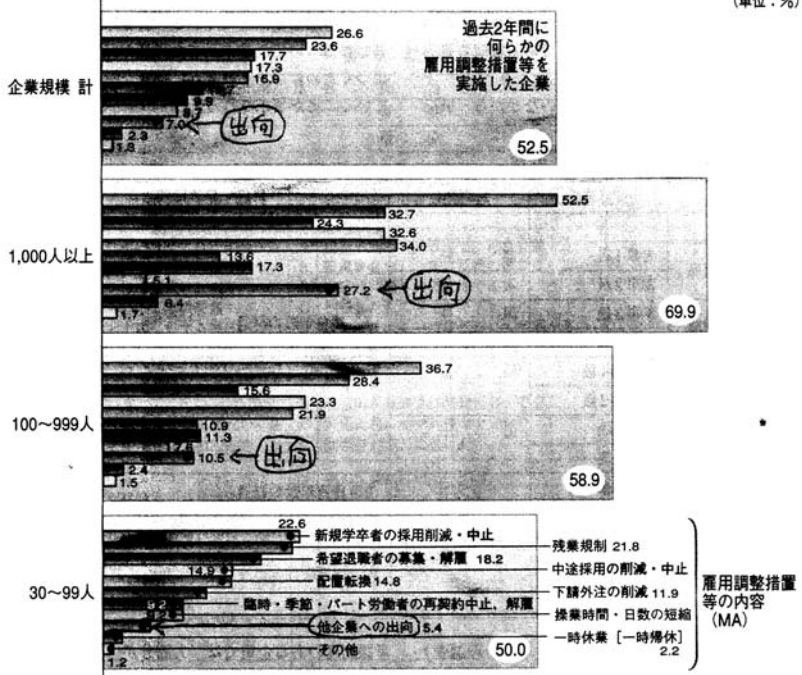 (単位：%)
過去2年間に
何らかの
雇用調整措置等を
実施した企業
企業規模 計
26.6
23.6
17.7
17.3
16.9
9.9
8.7
7.0 ← 出向
2.3
1.3
52.5
1,000人以上
52.5
32.7
24.3
32.6
34.0
13.6
17.3
5.1
27.2 ← 出向
6.4
1.7
69.9
100～999人
36.7
28.4
15.6
23.3
21.9
10.9
11.3
7.6
10.5 ← 出向
2.4
1.5
58.9
30～99人
22.6
新規学卒者の採用削減・中止
残業規制 21.8
希望退職者の募集・解雇 18.2
14.9
中途採用の削減・中止
配置転換 14.8
下請外注の削減 11.9
臨時・季節・パート労働者の再契約中止、解雇
9.2
操業時間・日数の短縮
他企業への出向 5.4
一時休業［一時帰休］
2.2
その他
1.2
50.0
雇用調整措置
等の内容
(MA)